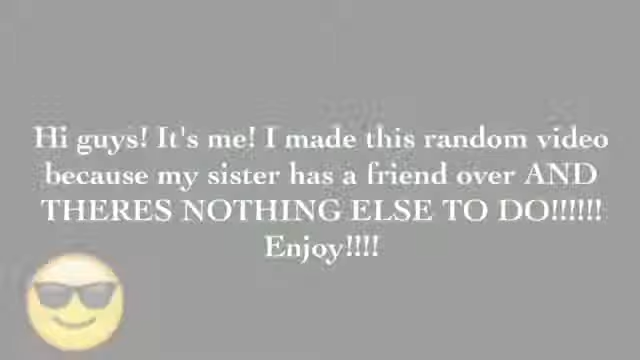 Hi guys! It's me! I made this random video
because my sister has a friend over AND
THERES NOTHING ELSE TO DO!!!!!!
Enjoy!!!!